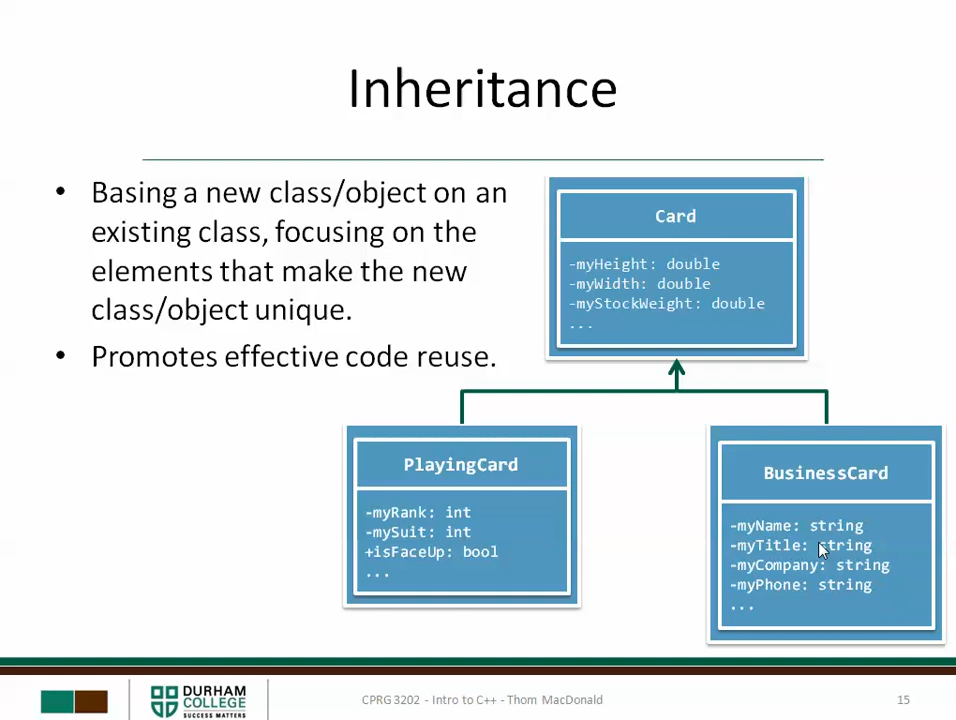 Inheritance
• Basing a new class/object on an
existing class, focusing on the
elements that make the new
class/object unique.
• Promotes effective code reuse.
Card
-myHeight: double
-myWidth: double
-myStockWeight: double
...
PlayingCard
-myRank: int
-mySuit: int
+isFaceUp: bool
...
BusinessCard
-myName: string
-myTitle: string
-myCompany: string
-myPhone: string
...
DURHAM
COLLEGE
SUCCESS MATTERS
CPRG 3202 - Intro to C++ - Thom MacDonald
15